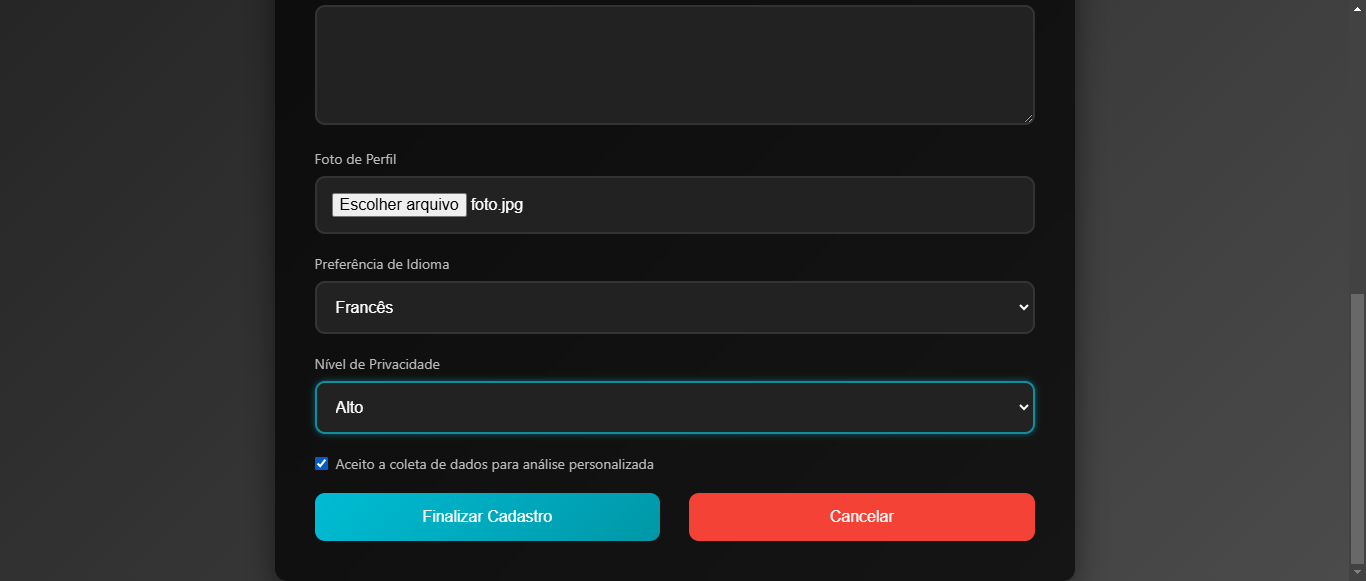 Foto de Perfil
Escolher arquivo foto.jpg
Preferência de Idioma
Francês
Nível de Privacidade
Alto
Aceito a coleta de dados para análise personalizada
Finalizar Cadastro
Cancelar